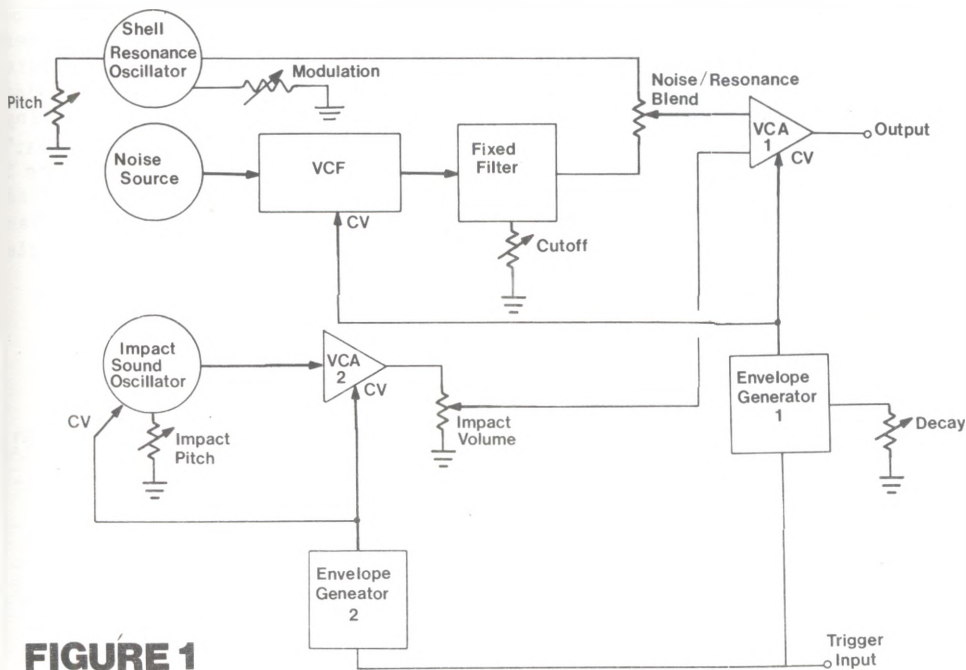 Shell
Resonance
Oscillator
Modulation
Pitch
Noise/Resonance
Blend
VCA
1
CV
Output
Noise
Source
VCF
CV
Fixed
Filter
Cutoff
Impact
Sound
Oscillator
CV
Impact
Pitch
VCA
2
CV
Impact
Volume
Envelope
Generator
1
Decay
Envelope
Geneator
2
Trigger
Input
FIGURE 1